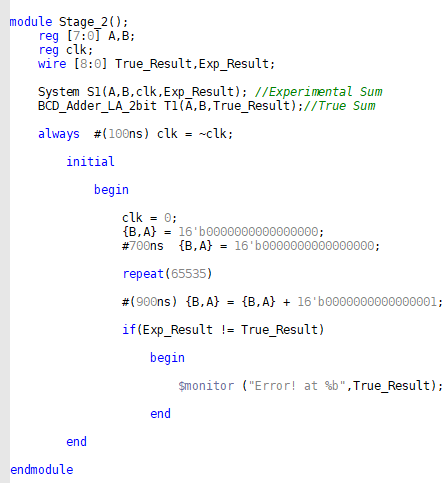 module Stage_2();
reg [7:0] A,B;
reg clk;
wire [8:0] True_Result,Exp_Result;
System S1(A,B,clk,Exp_Result); //Experimental Sum
BCD_Adder_LA_2bit T1(A,B,True_Result);//True Sum
always  #(100ns) clk = ~clk;
initial
begin
clk = 0;
{B,A} = 16'b0000000000000000;
#700ns  {B,A} = 16'b0000000000000000;
repeat(65535)
#(900ns) {B,A} = {B,A} + 16'b0000000000000001;
if(Exp_Result != True_Result)
begin
$monitor ("Error! at %b",True_Result);
end
end
endmodule